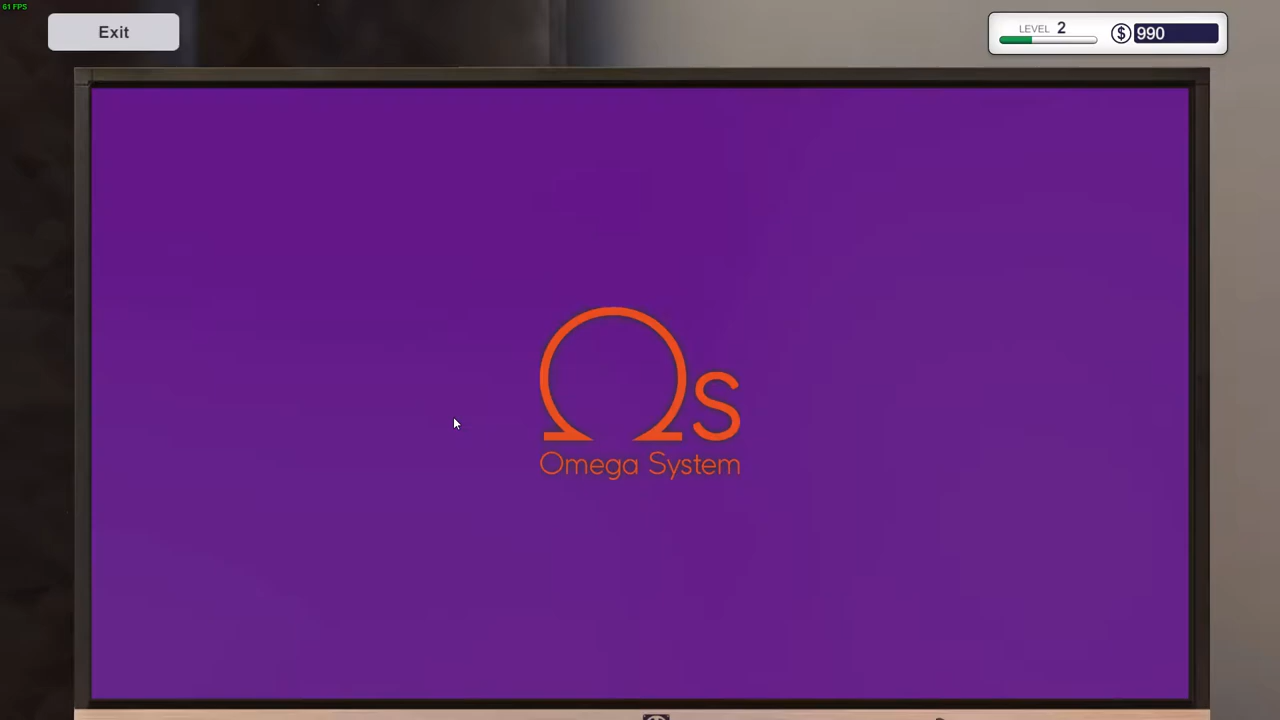 61 FPS
Exit
LEVEL 2
$ 990
Ωs
Omega System